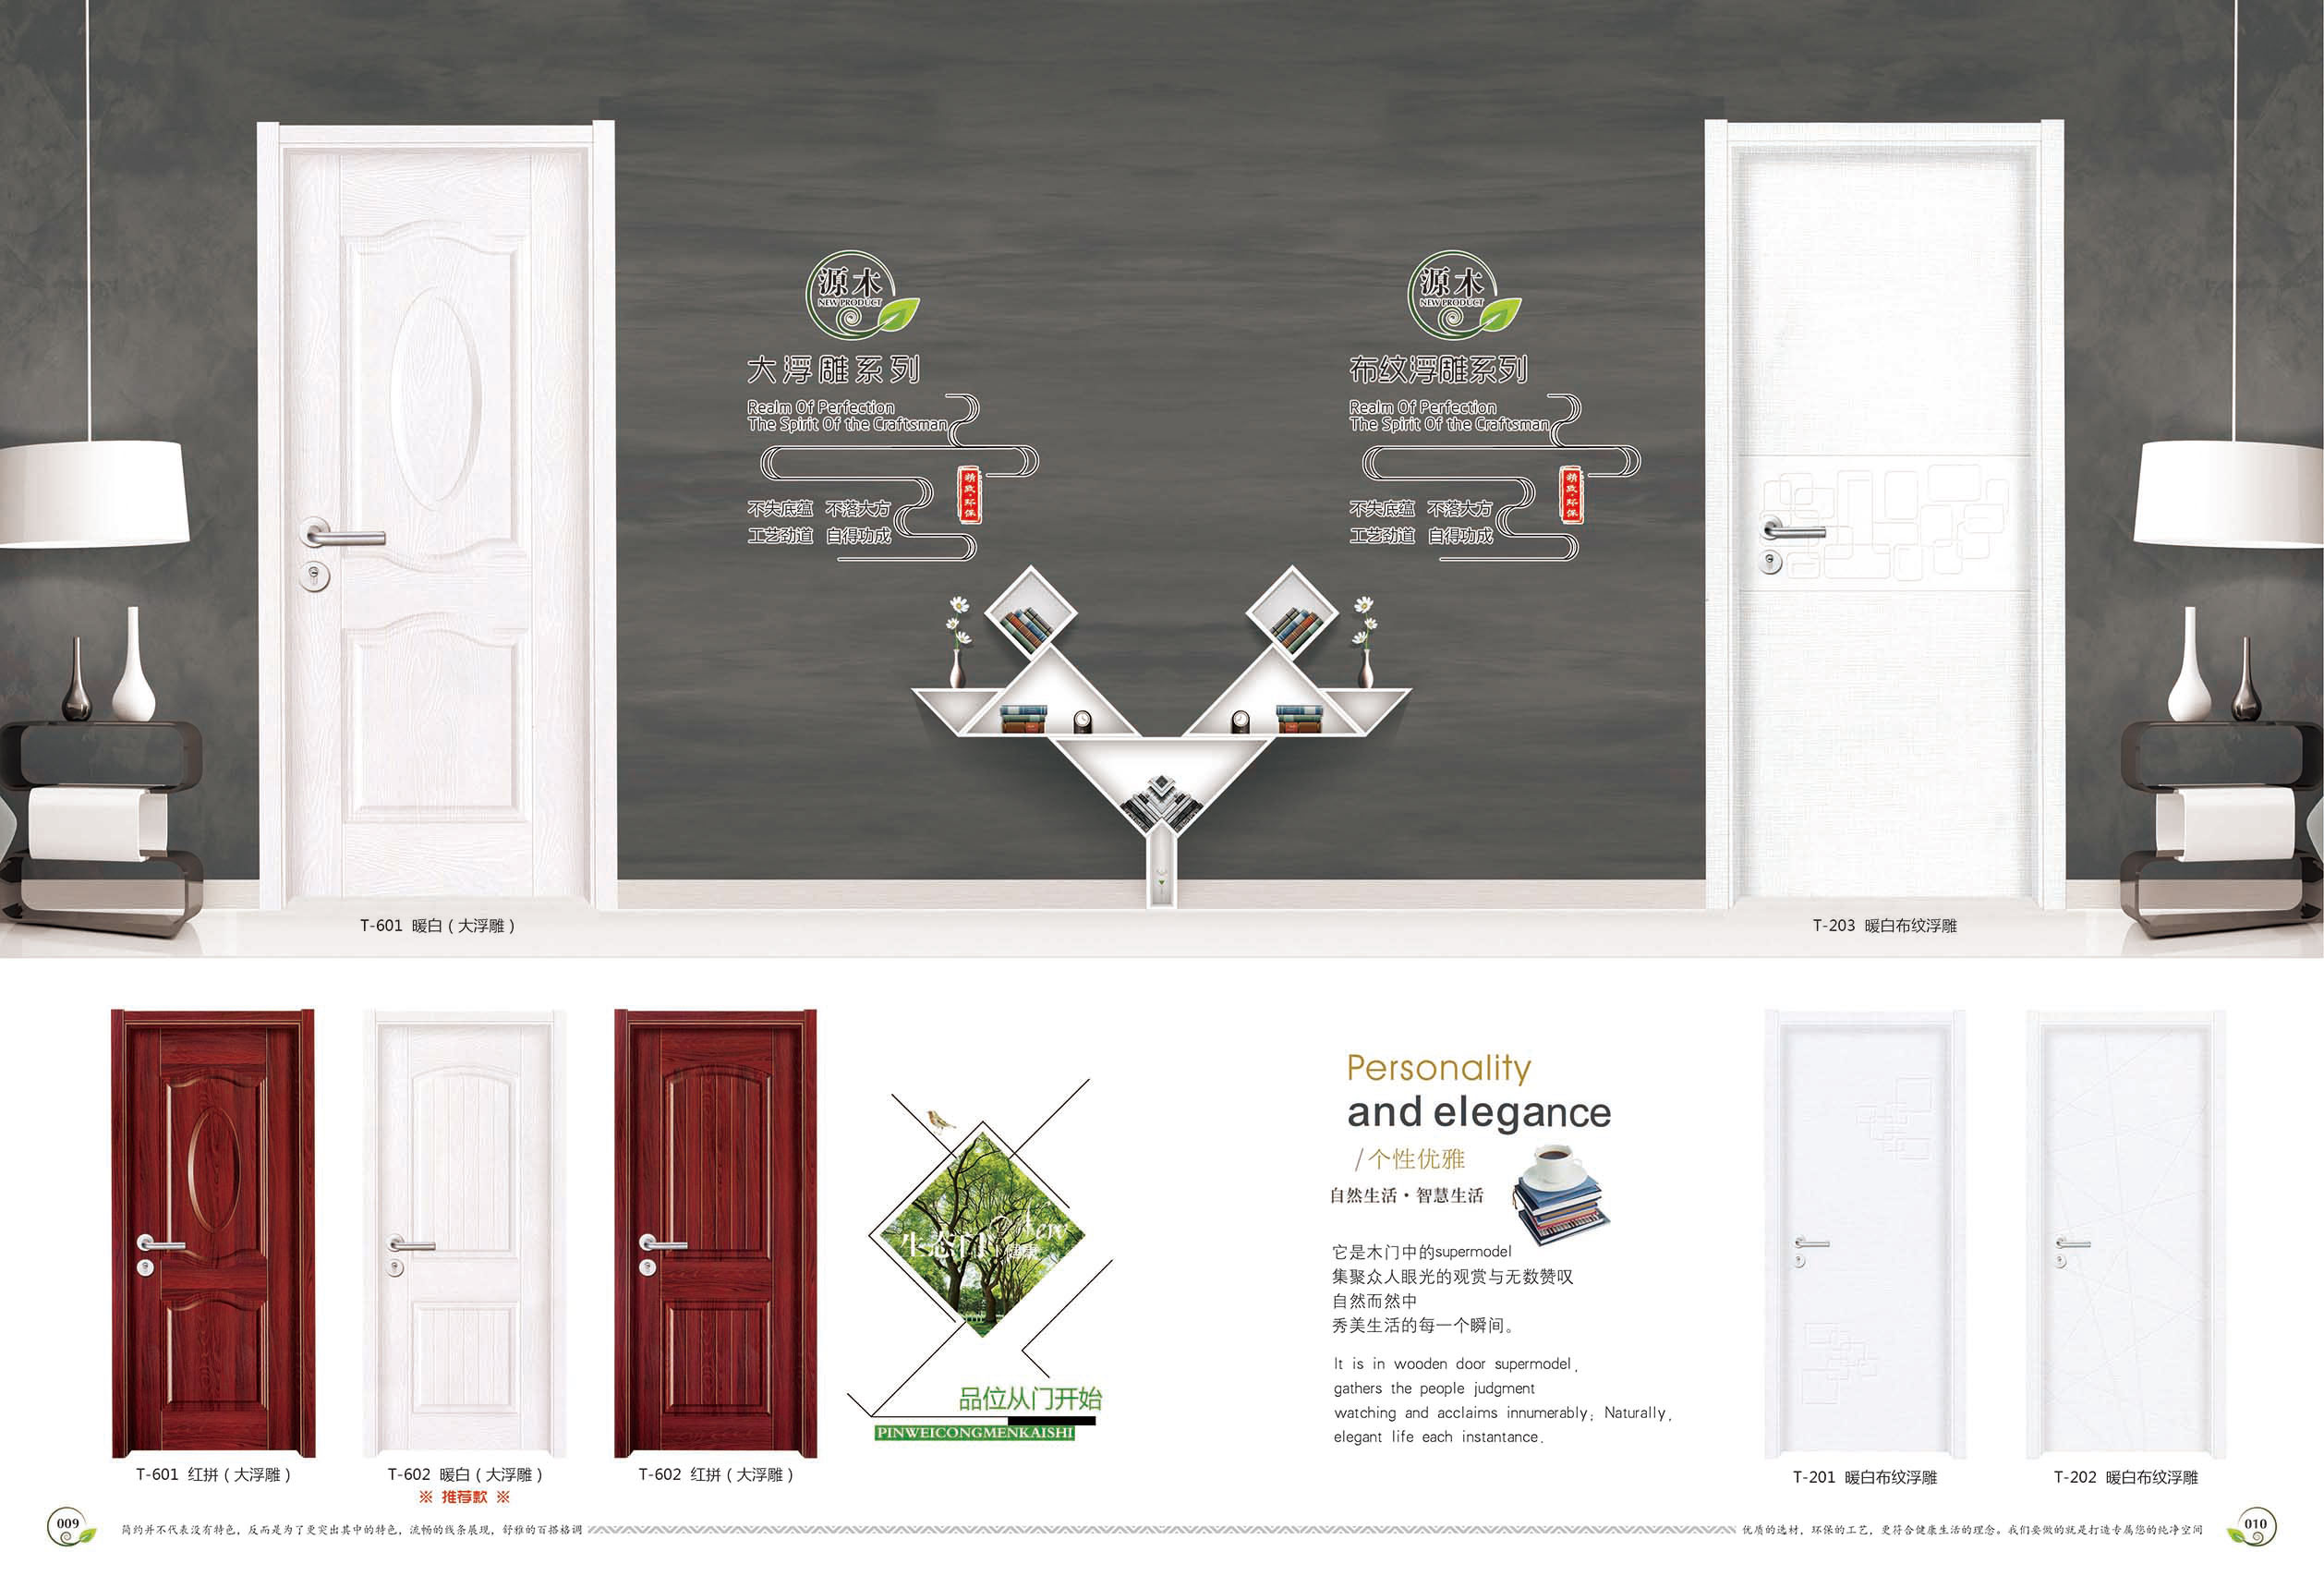 源木
NEW PRODUCT
大浮雕系列
Realm Of Perfection
The Spirit Of the Craftsman
精致·环保
不失底蕴 不落大方
工艺劲道 自得功成
源木
NEW PRODUCT
布纹浮雕系列
Realm Of Perfection
The Spirit Of the Craftsman
精致·环保
不失底蕴 不落大方
工艺劲道 自得功成
T-601 暖白（大浮雕）
T-203 暖白布纹浮雕
生态门
健康
品位从门开始
PINWEICONGMENKAISHI
Personality
and elegance
/个性优雅
自然生活·智慧生活
它是木门中的supermodel
集聚众人眼光的观赏与无数赞叹
自然而然中
秀美生活的每一个瞬间。
It is in wooden door supermodel,
gathers the people judgment
watching and acclaims innumerably; Naturally,
elegant life each instantance.
T-601 红拼（大浮雕）
T-602 暖白（大浮雕）
※ 推荐款 ※
T-602 红拼（大浮雕）
T-201 暖白布纹浮雕
T-202 暖白布纹浮雕
009
简约并不代表没有特色，反而是为了更突出其中的特色，流畅的线条展现，舒雅的百搭格调
优质的选材，环保的工艺，更符合健康生活的理念。我们要做的就是打造专属您的纯净空间
010